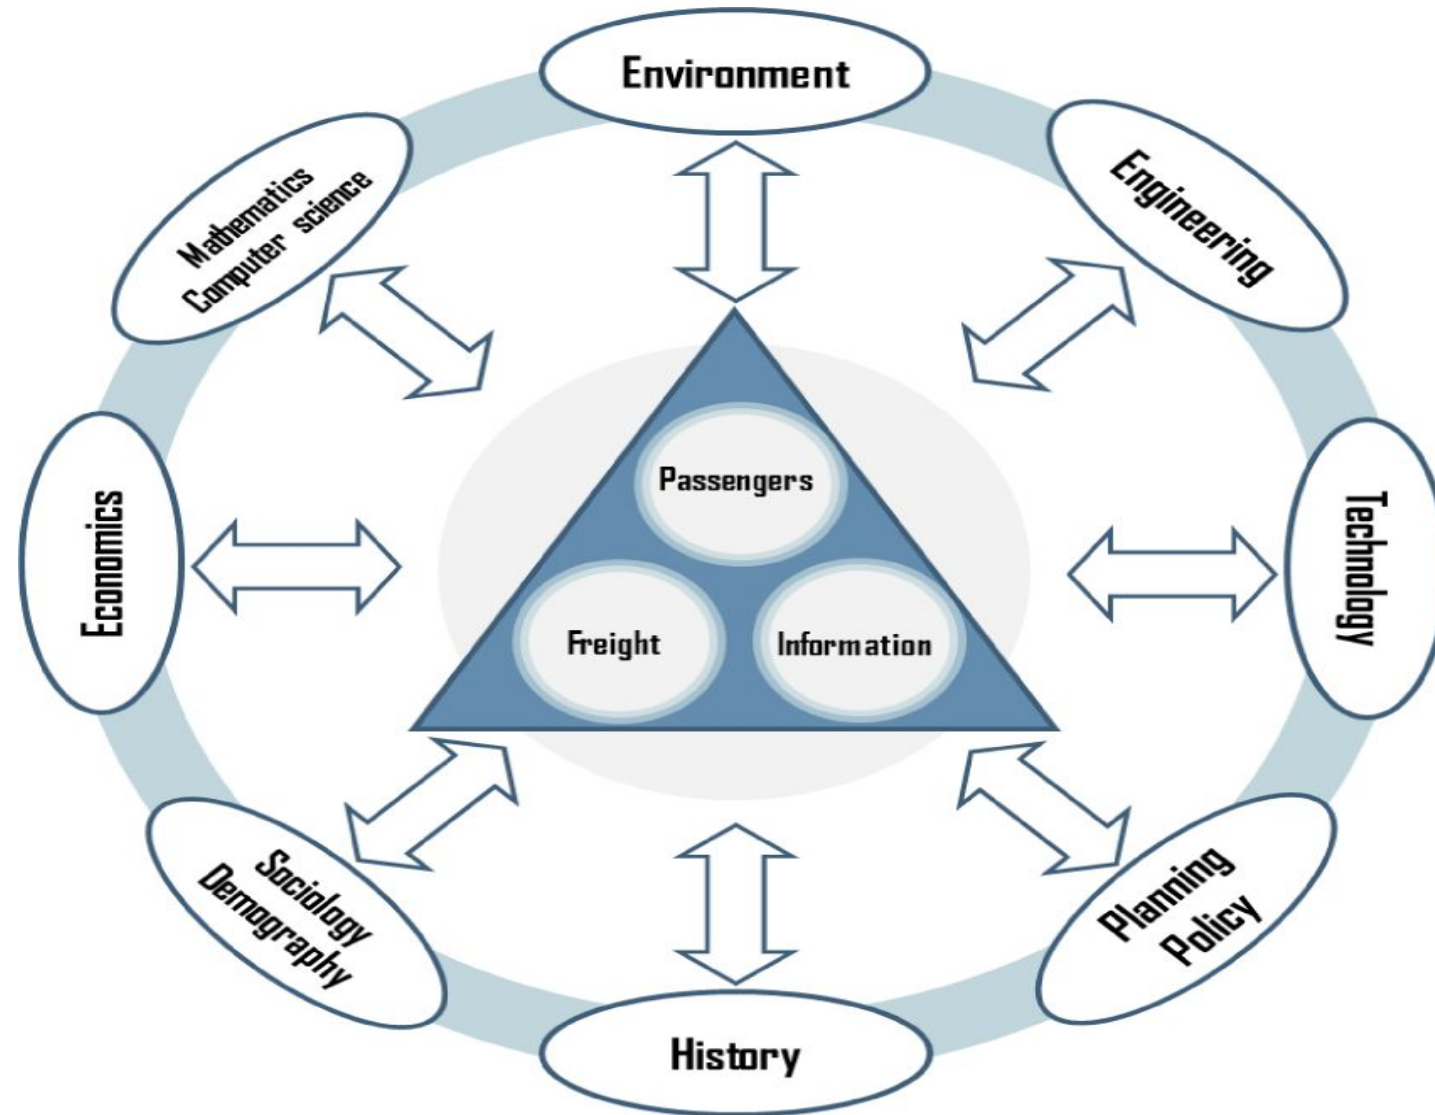 Environment
Engineering
Technology
Planning
Policy
History
Sociology
Demography
Economics
Mathematics
Computer science
Passengers
Freight
Information